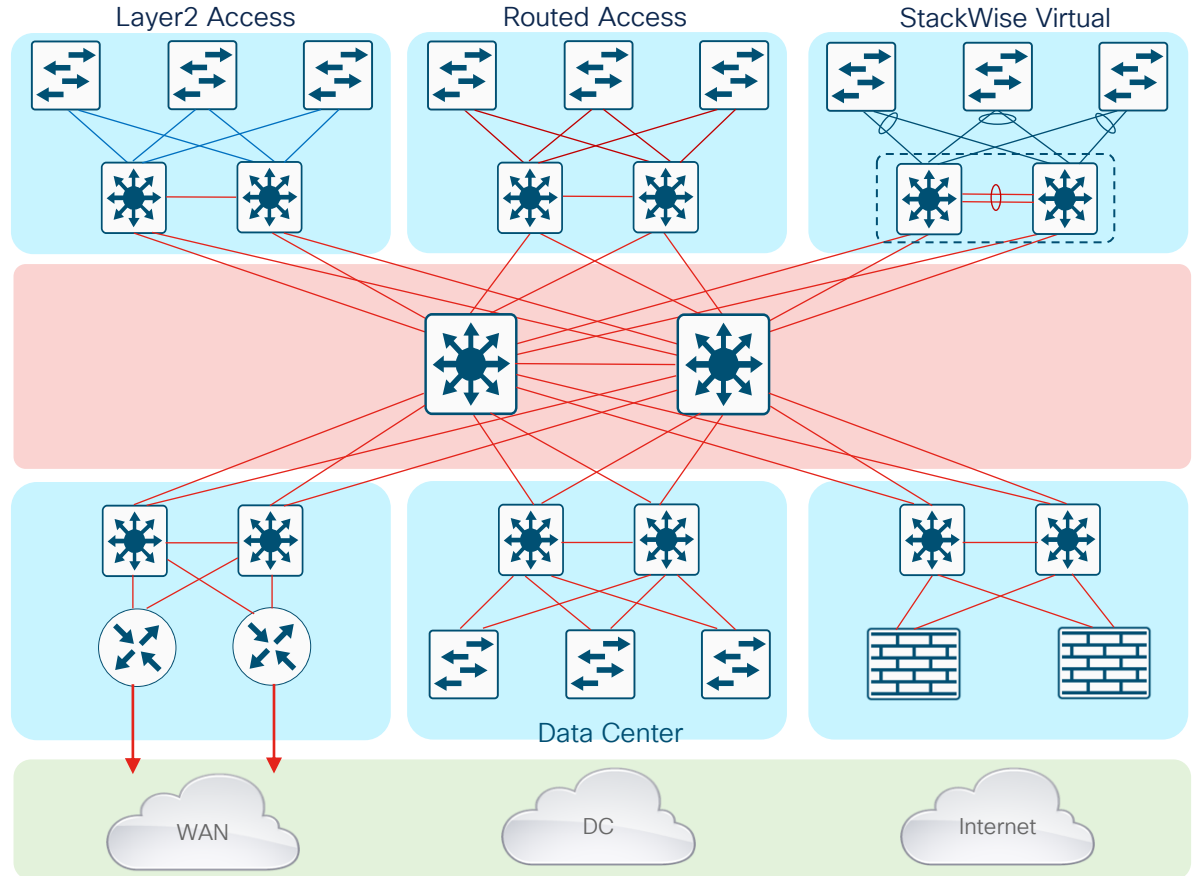 Layer2 Access
Routed Access
StackWise Virtual
Data Center
WAN
DC
Internet